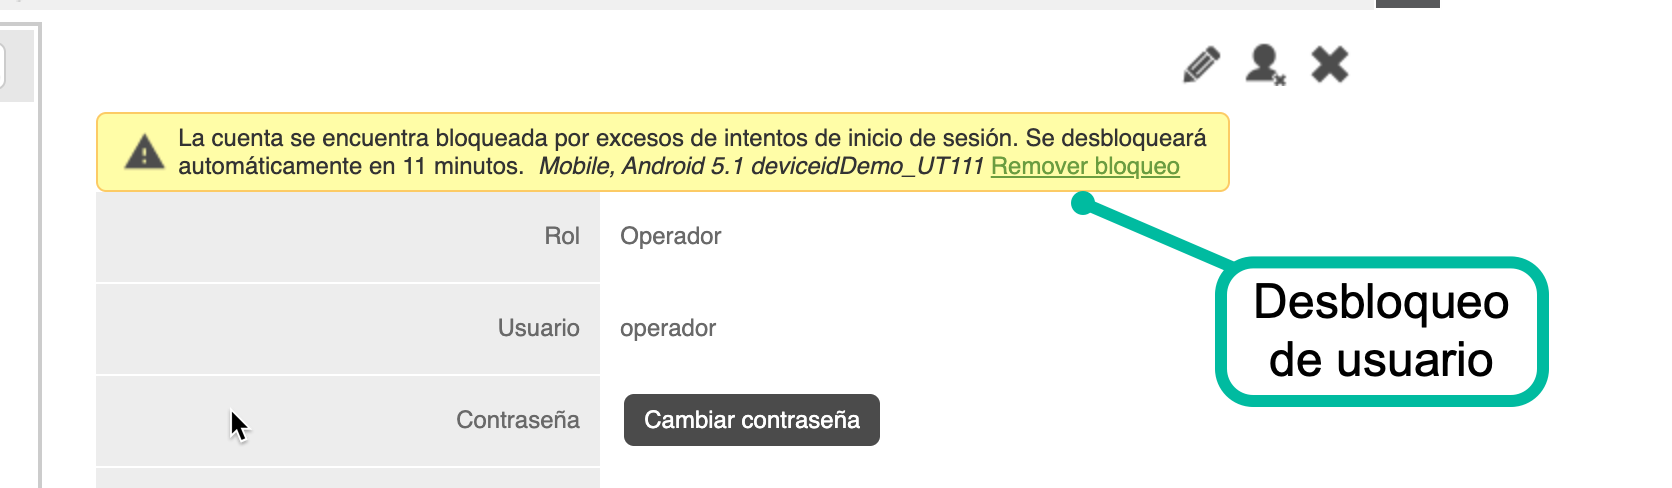 La cuenta se encuentra bloqueada por excesos de intentos de inicio de sesión. Se desbloqueará
automáticamente en 11 minutos. Mobile, Android 5.1 deviceidDemo_UT111 Remover bloqueo
Rol Operador
Usuario operador
Contraseña Cambiar contraseña
Desbloqueo
de usuario